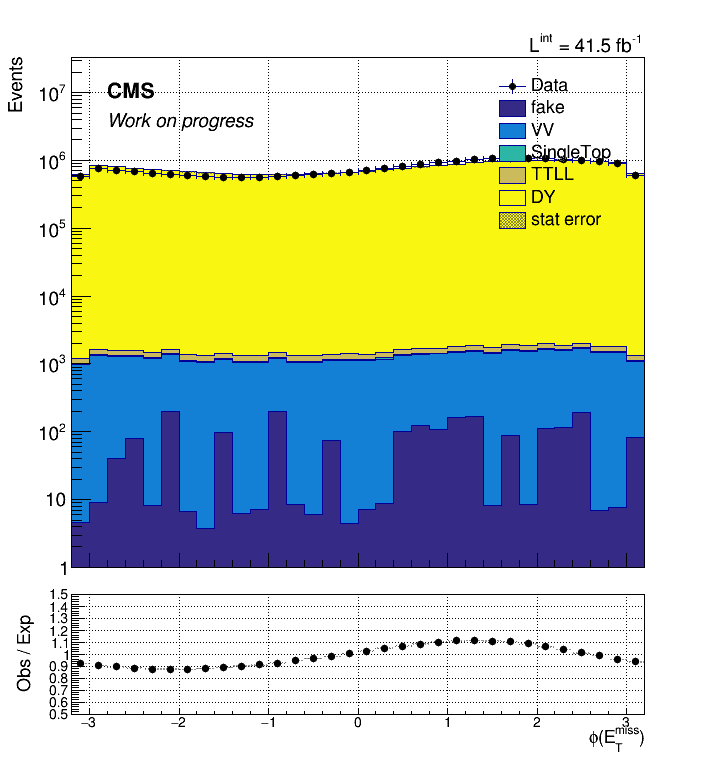 L^int = 41.5 fb^-1
Events
CMS
Work on progress
Data
fake
VV
SingleTop
TTLL
DY
stat error
10^7
10^6
10^5
10^4
10^3
10^2
10
1
Obs / Exp
1.5
1.4
1.3
1.2
1.1
1
0.9
0.8
0.7
0.6
0.5
−3 −2 −1 0 1 2 3
ϕ(E_T^miss)